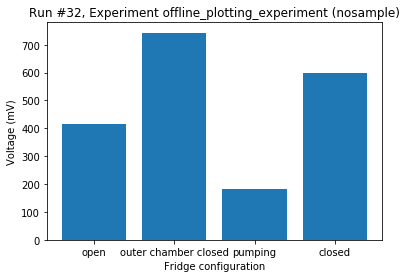 Run #32, Experiment offline_plotting_experiment (nosample)
700
600
500
400
300
200
100
0
Voltage (mV)
open outer chamber closed pumping closed
Fridge configuration